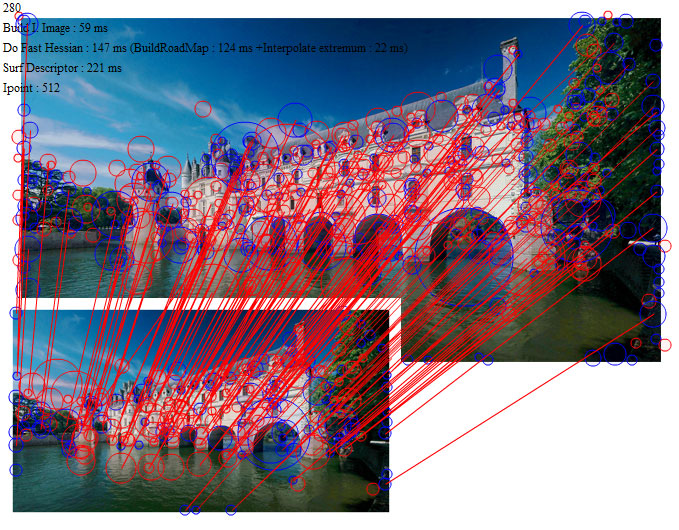 280
Build I. Image : 59 ms
Do Fast Hessian : 147 ms (BuildRoadMap : 124 ms +Interpolate extremum : 22 ms)
Surf Descriptor : 221 ms
Ipoint : 512